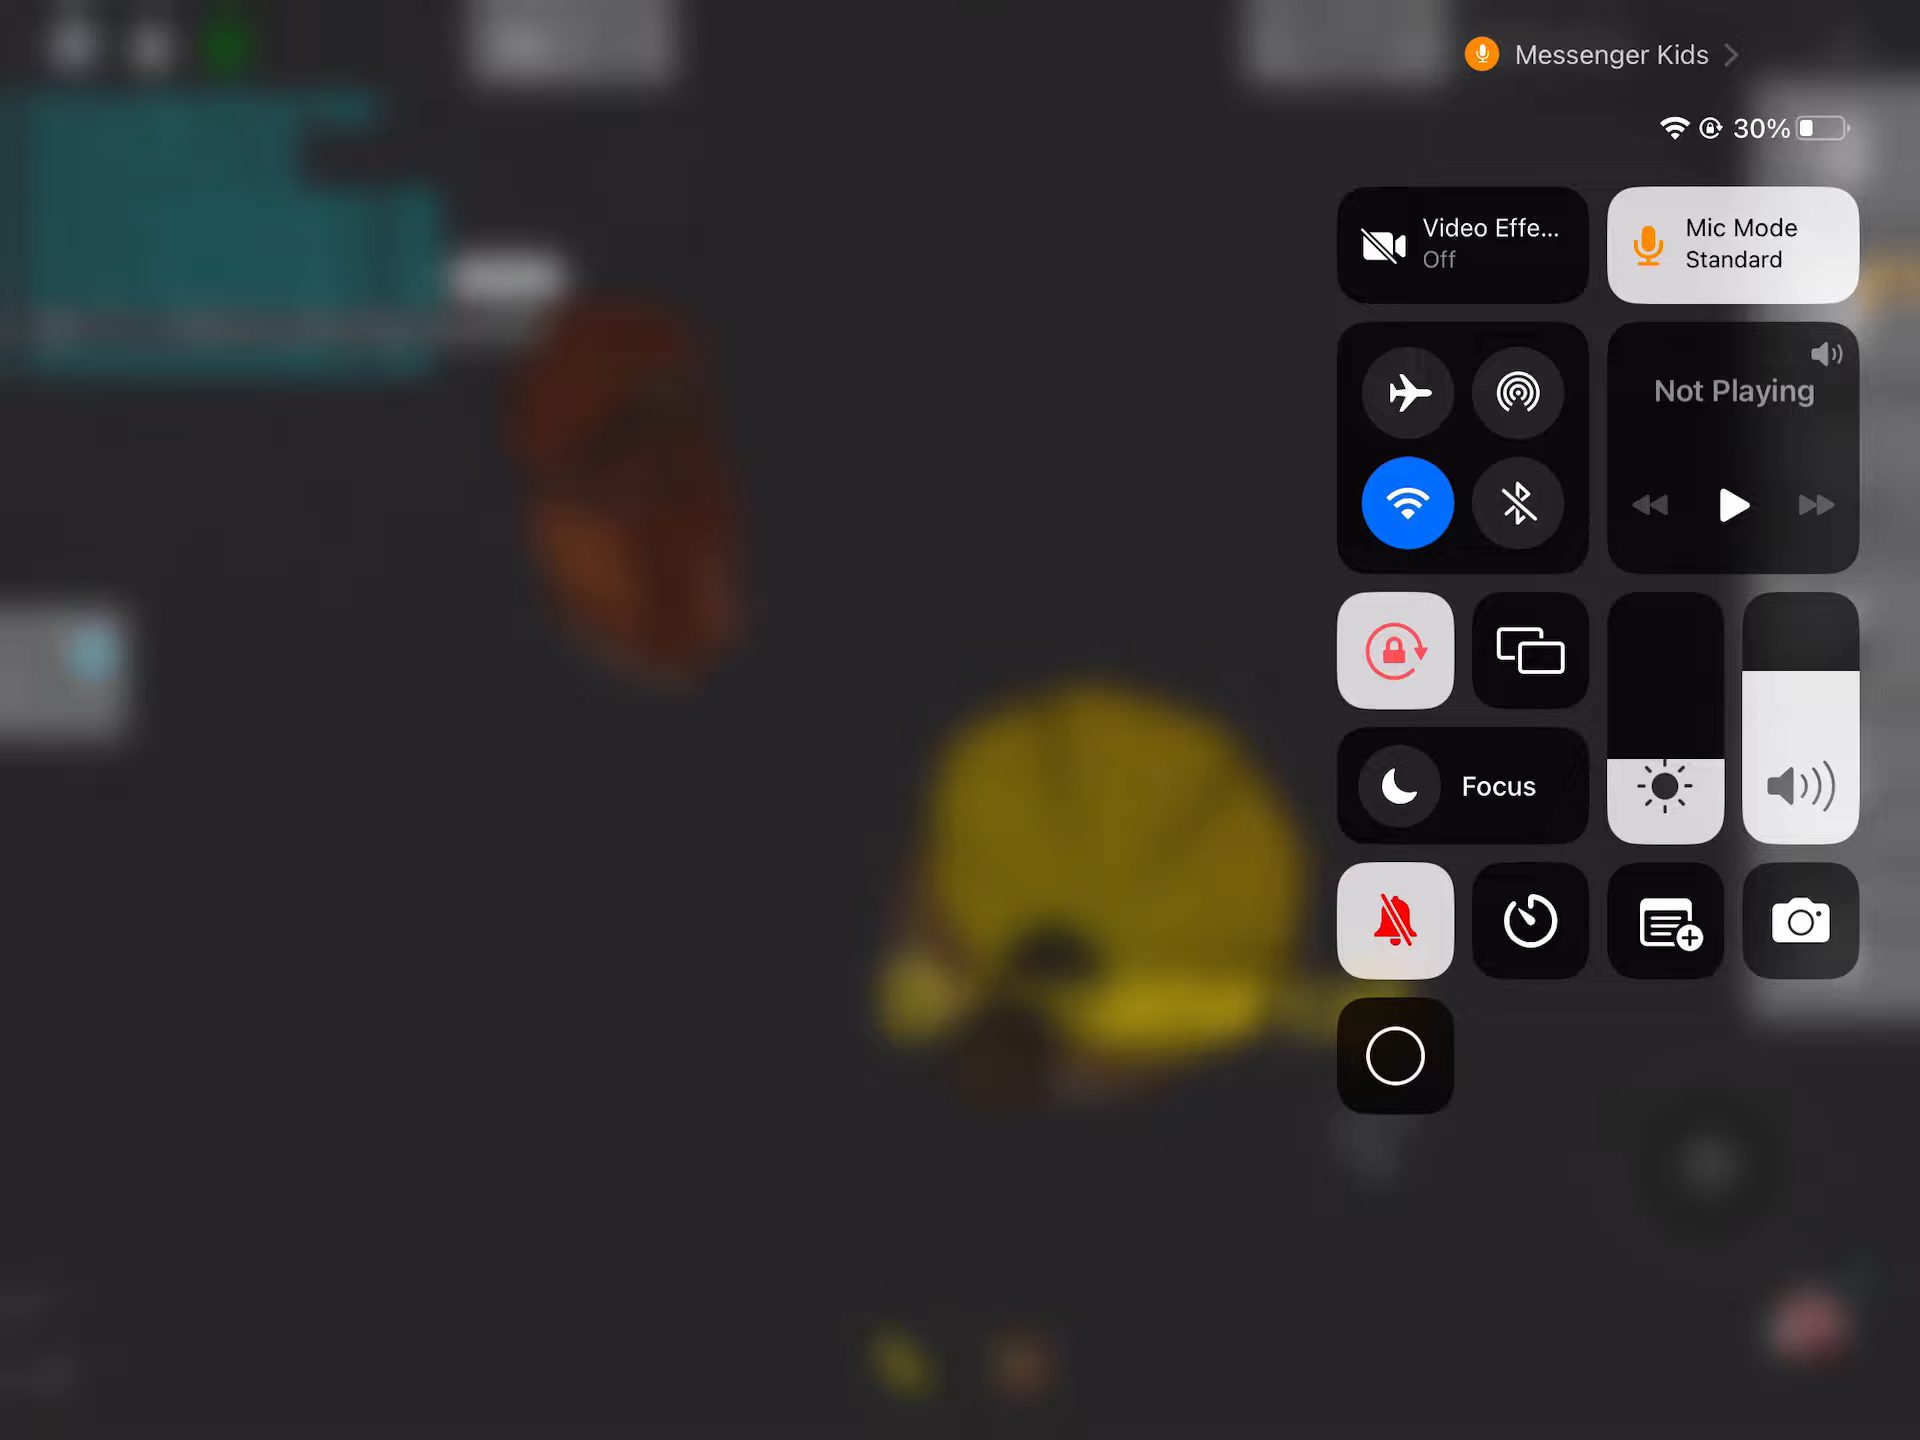 Messenger Kids
30%
Video Effe...
Off
Mic Mode
Standard
Not Playing
Focus